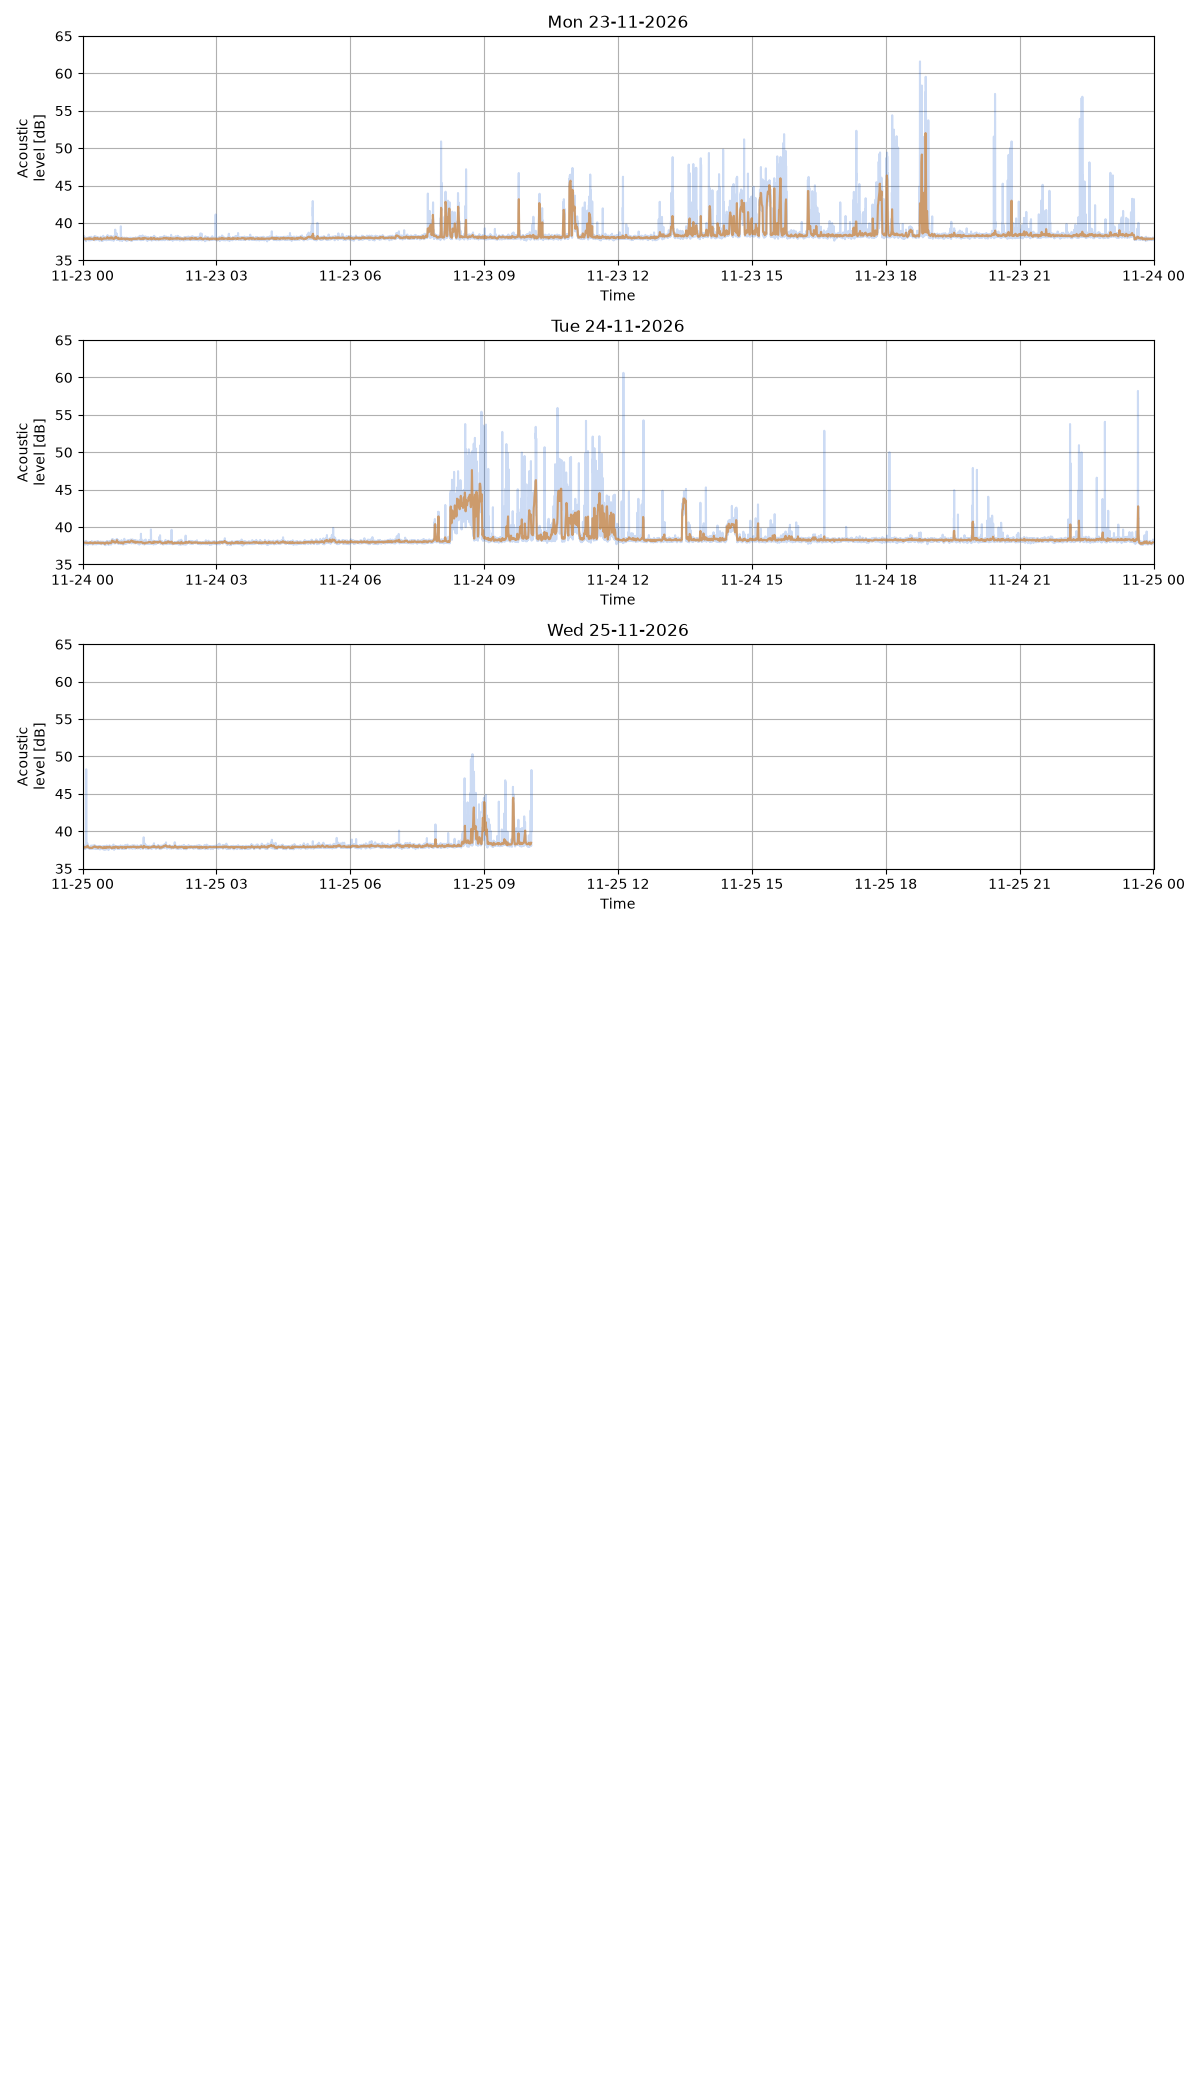 Mon 23-11-2026
65
60
55
50
45
40
35
Acoustic
level [dB]
11-23 00 11-23 03 11-23 06 11-23 09 11-23 12 11-23 15 11-23 18 11-23 21 11-24 00
Time
Tue 24-11-2026
65
60
55
50
45
40
35
Acoustic
level [dB]
11-24 00 11-24 03 11-24 06 11-24 09 11-24 12 11-24 15 11-24 18 11-24 21 11-25 00
Time
Wed 25-11-2026
65
60
55
50
45
40
35
Acoustic
level [dB]
11-25 00 11-25 03 11-25 06 11-25 09 11-25 12 11-25 15 11-25 18 11-25 21 11-26 00
Time